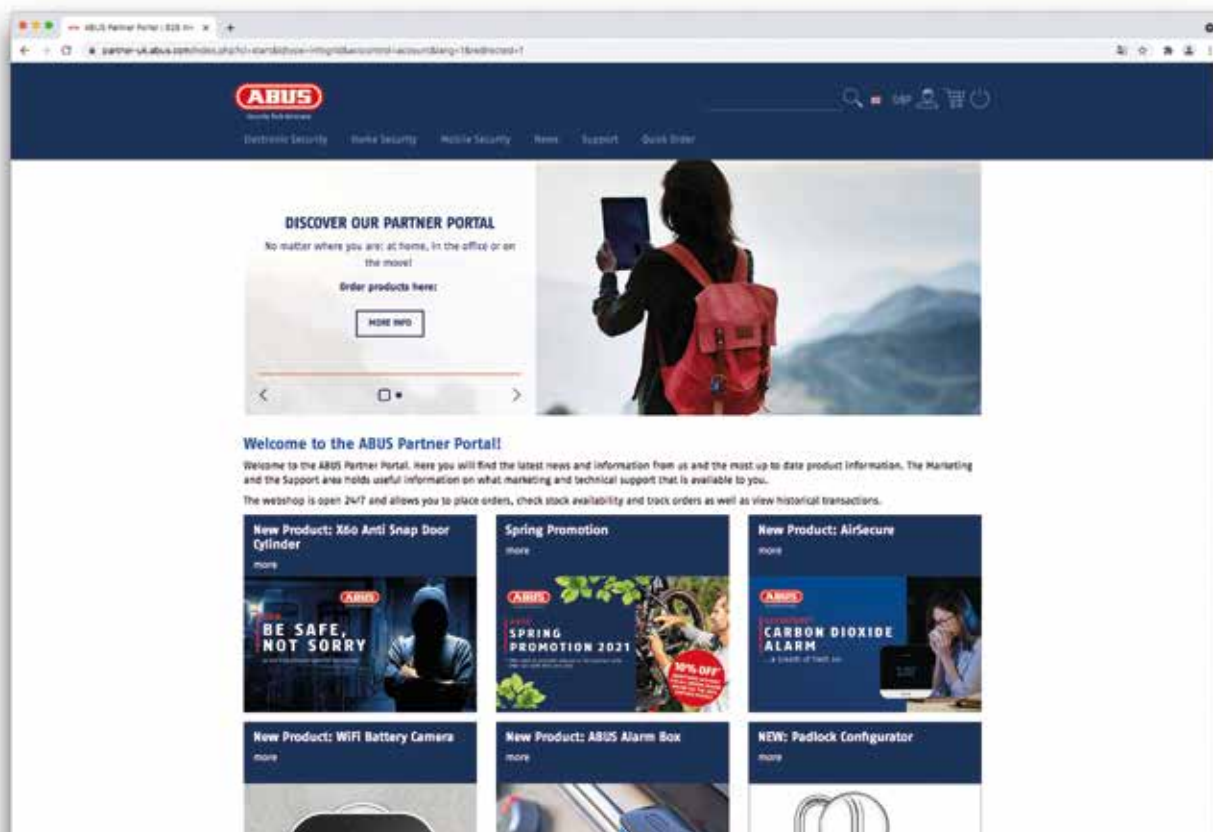 ABUS Partner Portal | B2B
ABUS
Security Tech Germany
GBP
Electronic Security Home Security Mobile Security News Support Quick Order
DISCOVER OUR PARTNER PORTAL
No matter where you are: at home, in the office or on
the move!
Order products here:
MORE INFO
Welcome to the ABUS Partner Portal!
Welcome to the ABUS Partner Portal. Here you will find the latest news and information from us and the most up to date product information. The Marketing
and the Support area holds useful information on what marketing and technical support that is available to you.
The webshop is open 24/7 and allows you to place orders, check stock availability and track orders as well as view historical transactions.
New Product: X60 Anti Snap Door
Cylinder
more
ABUS
BE SAFE,
NOT SORRY
Spring Promotion
more
ABUS
SPRING
PROMOTION 2021
10% OFF*
New Product: AirSecure
more
ABUS
CARBON DIOXIDE
ALARM
New Product: WiFi Battery Camera
more
New Product: ABUS Alarm Box
more
NEW: Padlock Configurator
more